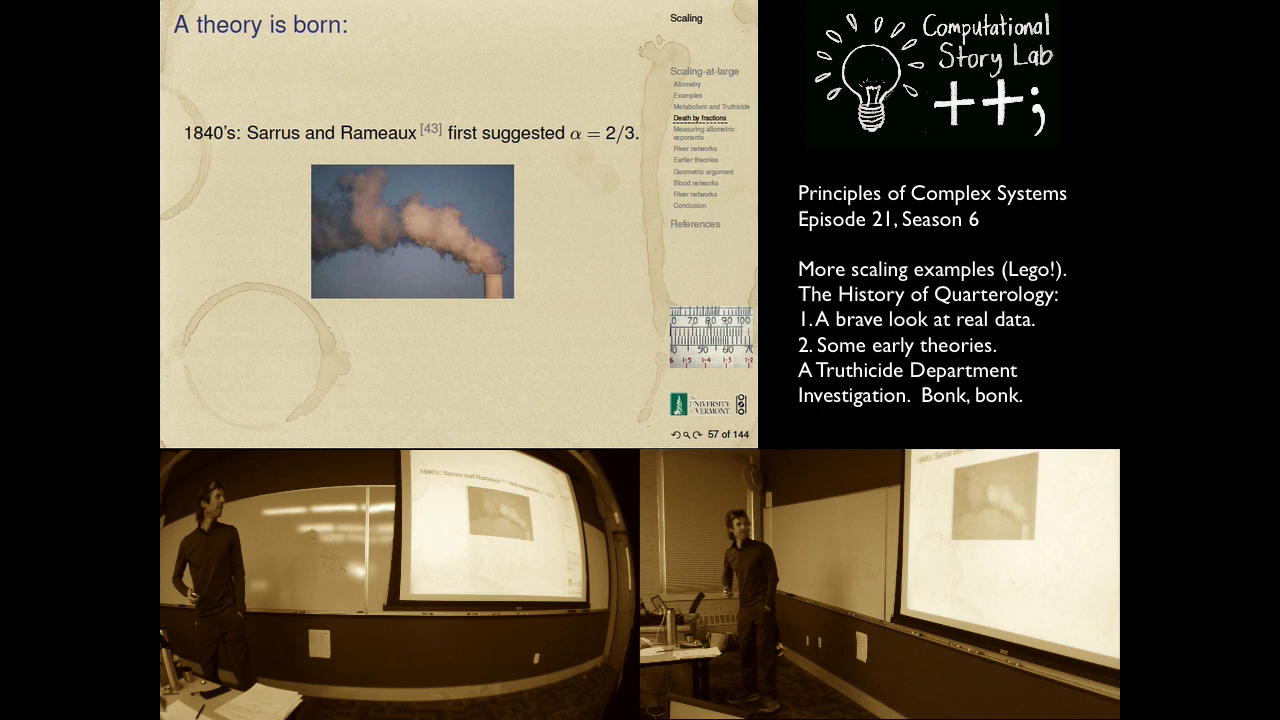 A theory is born:
1840's: Sarrus and Rameaux [43] first suggested α = 2/3.
Scaling
Scaling-at-large
Allometry
Examples
Metabolism and Truthicide
Death by fractions
Measuring allometric
exponents
River networks
Earlier theories
Geometric argument
Blood networks
River networks
Conclusion
References
The
UNIVERSITY
of VERMONT
57 of 144
Computational
Story Lab
++;
Principles of Complex Systems
Episode 21, Season 6
More scaling examples (Lego!).
The History of Quarterology:
1. A brave look at real data.
2. Some early theories.
A Truthicide Department
Investigation. Bonk, bonk.